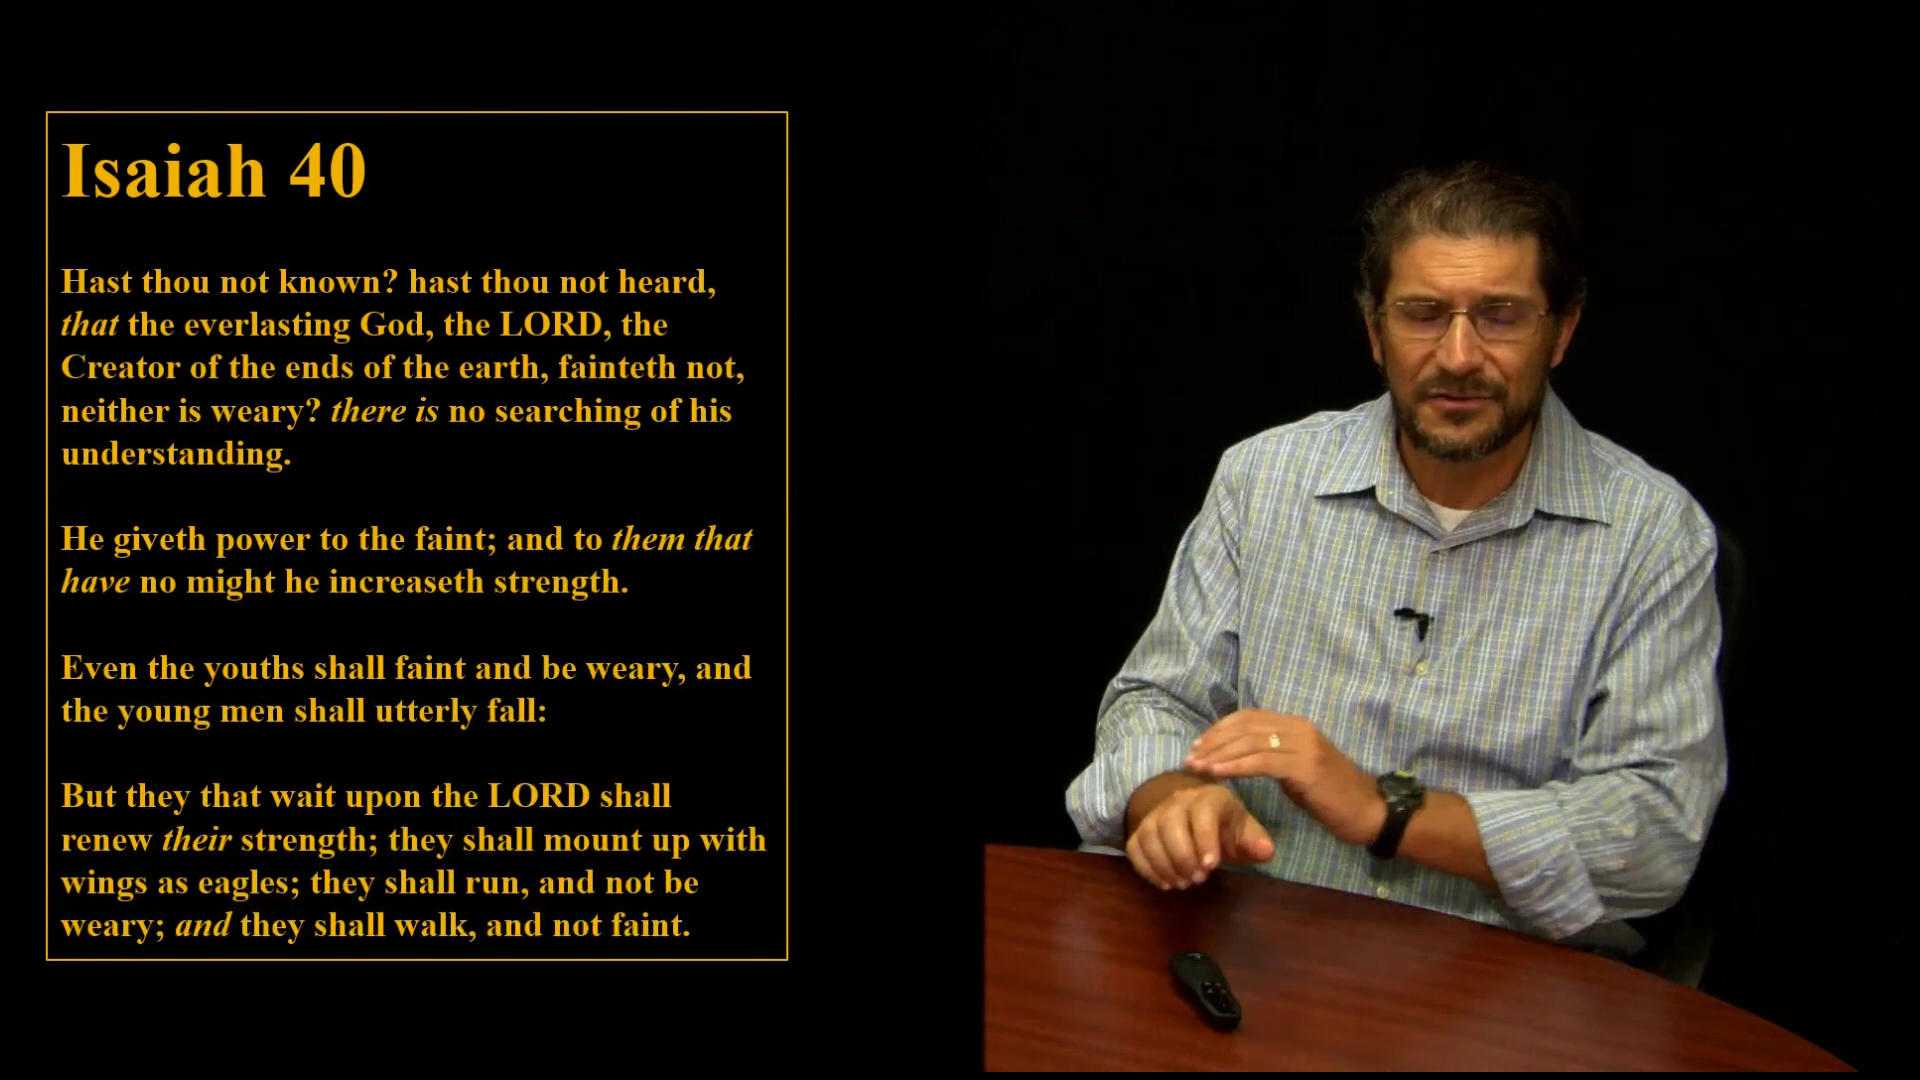 Isaiah 40
Hast thou not known? hast thou not heard,
that the everlasting God, the LORD, the
Creator of the ends of the earth, fainteth not,
neither is weary? there is no searching of his
understanding.
He giveth power to the faint; and to them that
have no might he increaseth strength.
Even the youths shall faint and be weary, and
the young men shall utterly fall:
But they that wait upon the LORD shall
renew their strength; they shall mount up with
wings as eagles; they shall run, and not be
weary; and they shall walk, and not faint.